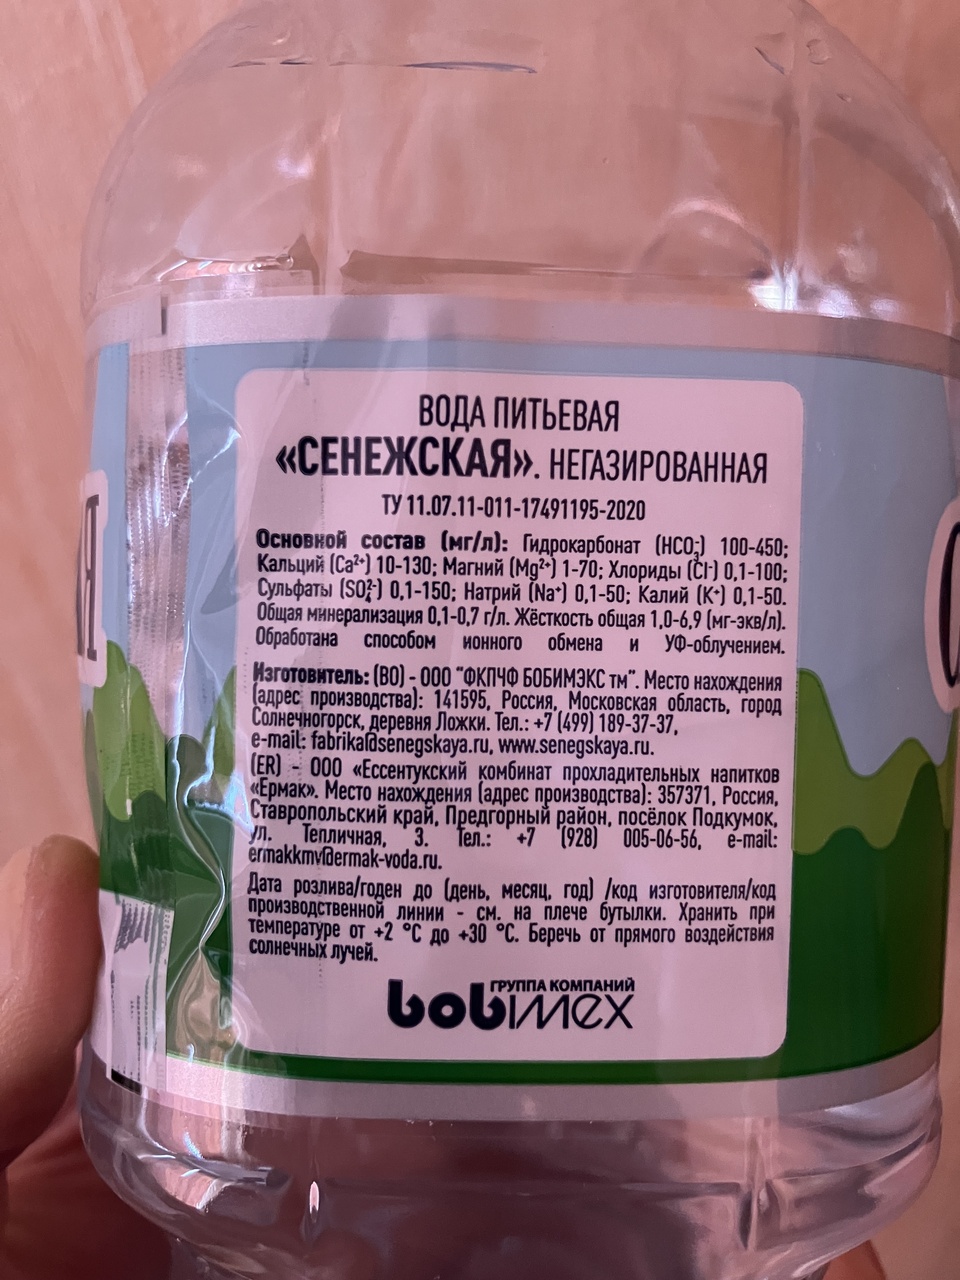 ВОДА ПИТЬЕВАЯ
«СЕНЕЖСКАЯ». НЕГАЗИРОВАННАЯ
ТУ 11.07.11-011-17491195-2020
Основной состав (мг/л): Гидрокарбонат (HCO₃⁻) 100-450;
Кальций (Ca²⁺) 10-130; Магний (Mg²⁺) 1-70; Хлориды (Cl⁻) 0,1-100;
Сульфаты (SO₄²⁻) 0,1-150; Натрий (Na⁺) 0,1-50; Калий (K⁺) 0,1-50.
Общая минерализация 0,1-0,7 г/л. Жёсткость общая 1,0-6,9 (мг-экв/л).
Обработана способом ионного обмена и УФ-облучением.
Изготовитель: (ВО) - ООО "ФКПЧФ БОБИМЭКС тм". Место нахождения
(адрес производства): 141595, Россия, Московская область, город
Солнечногорск, деревня Ложки. Тел.: +7 (499) 189-37-37,
e-mail: fabrika@senegskaya.ru, www.senegskaya.ru.
(ER) - ООО «Ессентукский комбинат прохладительных напитков
«Ермак». Место нахождения (адрес производства): 357371, Россия,
Ставропольский край, Предгорный район, посёлок Подкумок,
ул. Тепличная, 3. Тел.: +7 (928) 005-06-56, e-mail:
ermakkmv@ermak-voda.ru.
Дата розлива/годен до (день, месяц, год) /код изготовителя/код
производственной линии - см. на плече бутылки. Хранить при
температуре от +2 °C до +30 °C. Беречь от прямого воздействия
солнечных лучей.
ГРУППА КОМПАНИЙ
bobimex